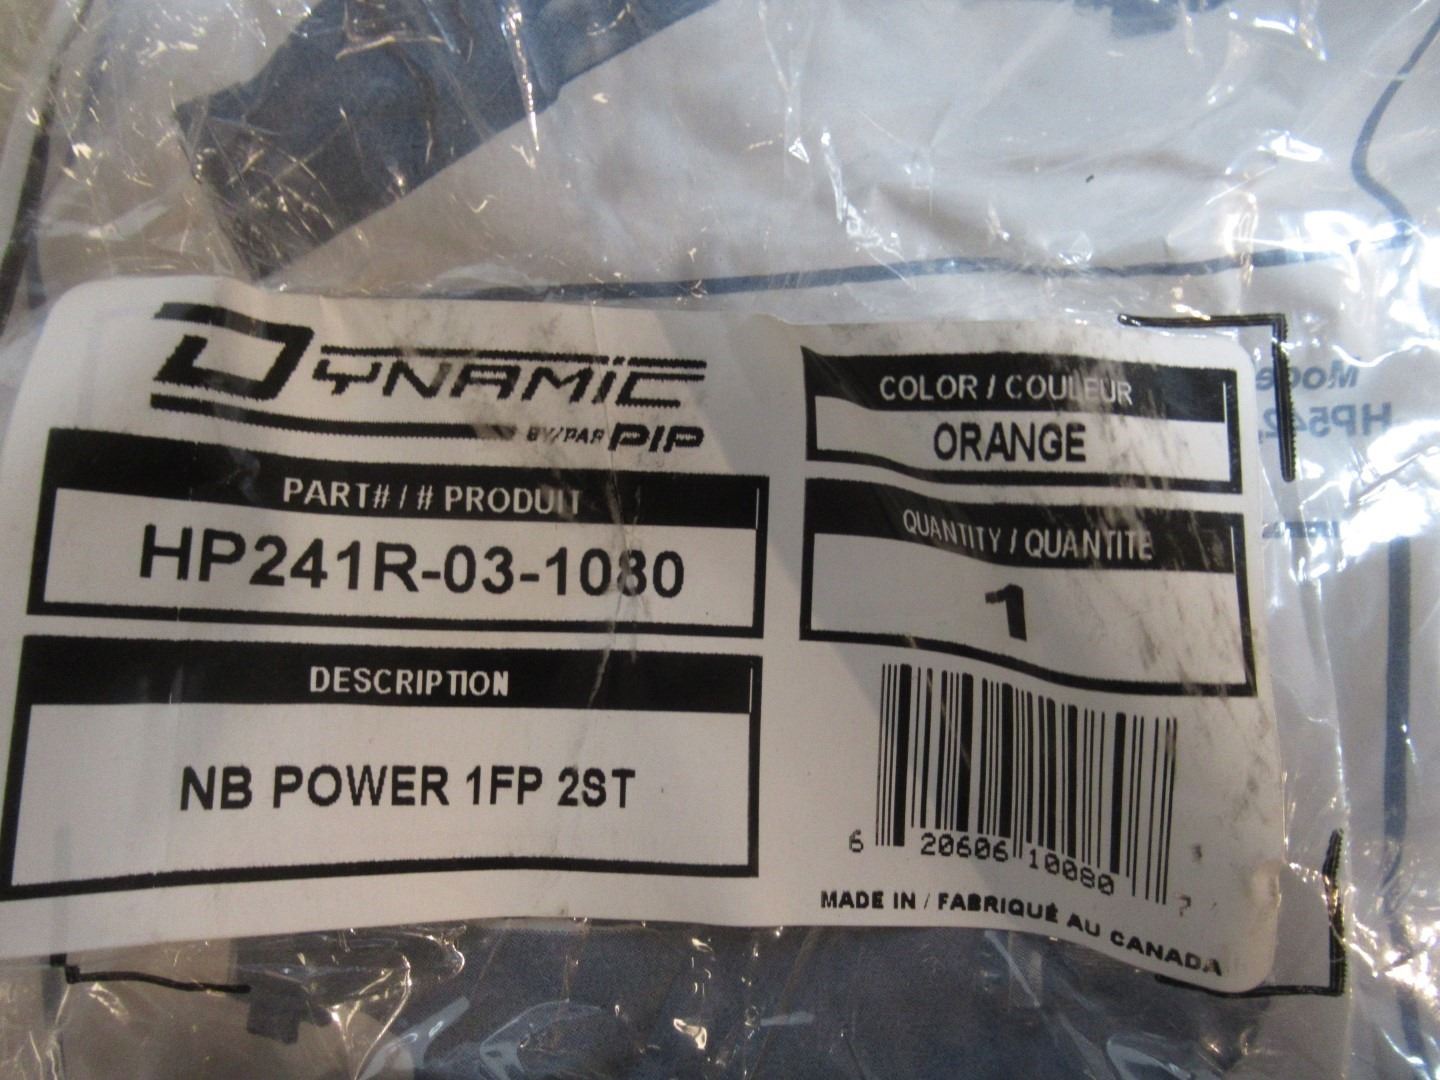 DYNAMIC
BY/PAR PIP
PART# / # PRODUIT
HP241R-03-1080
DESCRIPTION
NB POWER 1FP 2ST
COLOR / COULEUR
ORANGE
QUANTITY / QUANTITE
1
6 20606 10080 7
MADE IN / FABRIQUÉ AU CANADA
HP542